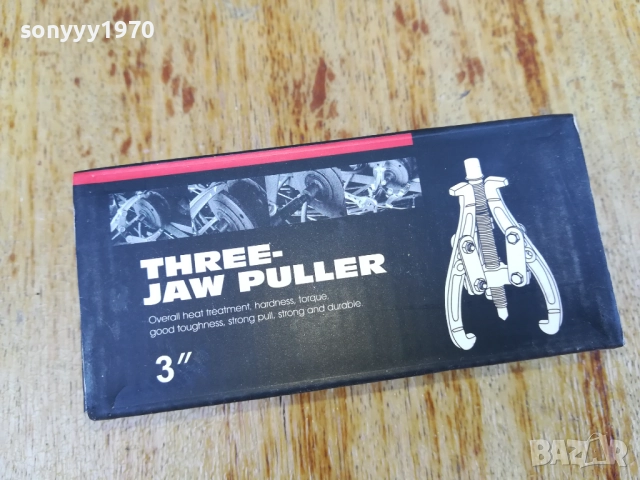 sonyyy1970
THREE-
JAW PULLER
Overall heat treatment, hardness, torque,
good toughness, strong pull, strong and durable.
3"
BAZAR